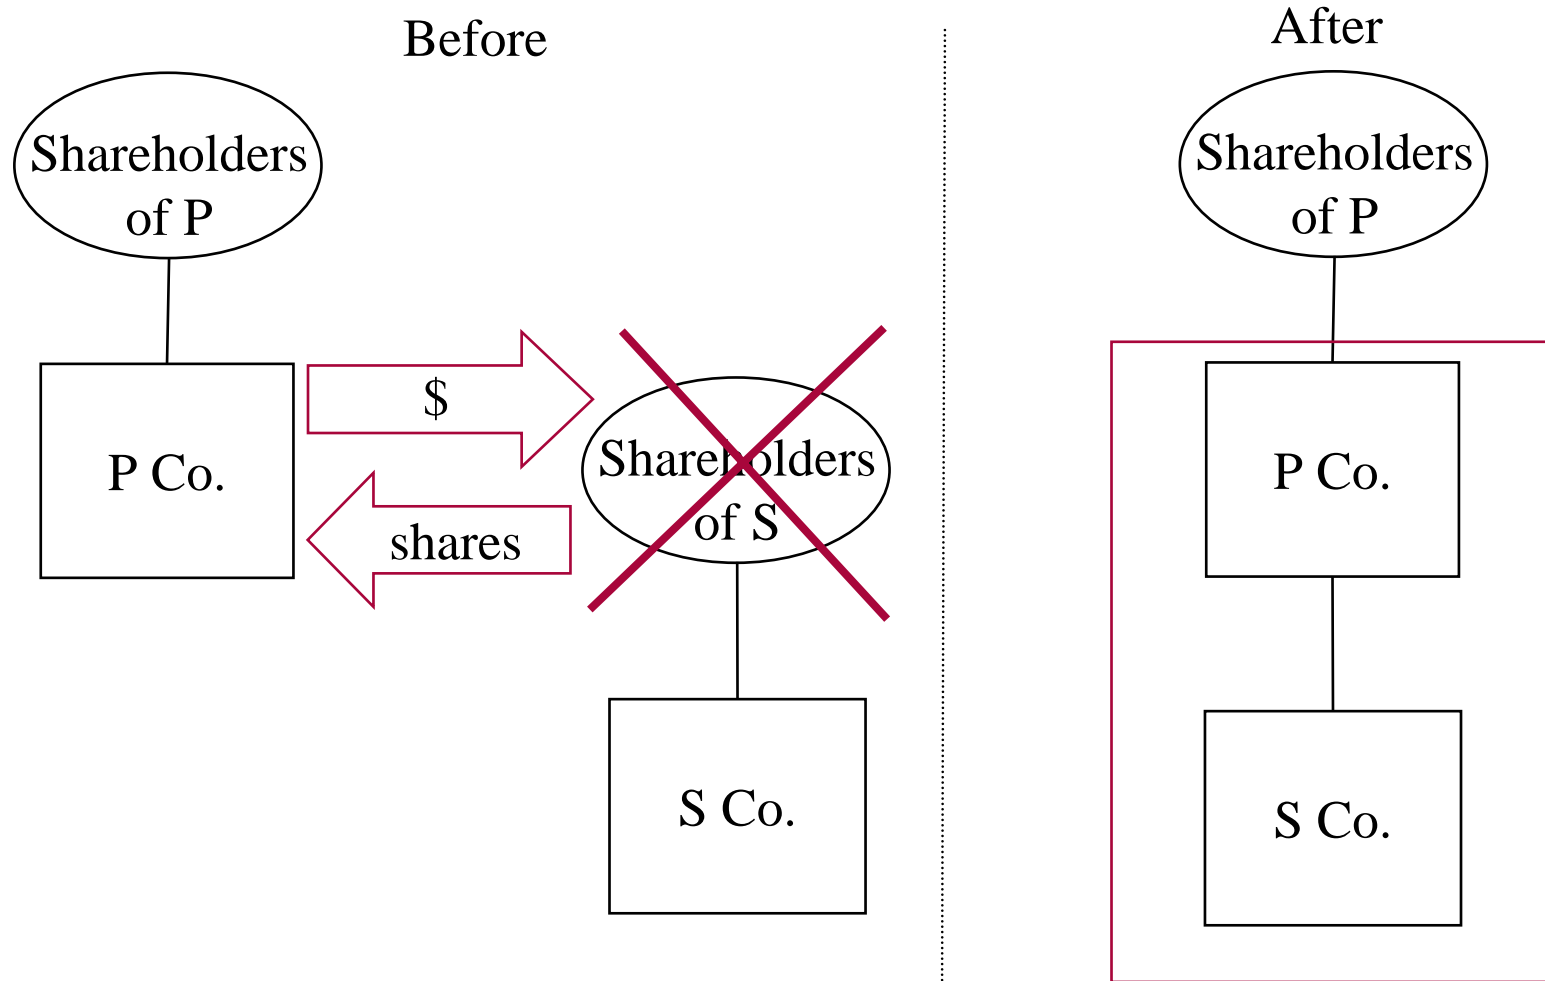 Before
Shareholders
of P
P Co.
$
shares
Shareholders
of S
S Co.
After
Shareholders
of P
P Co.
S Co.